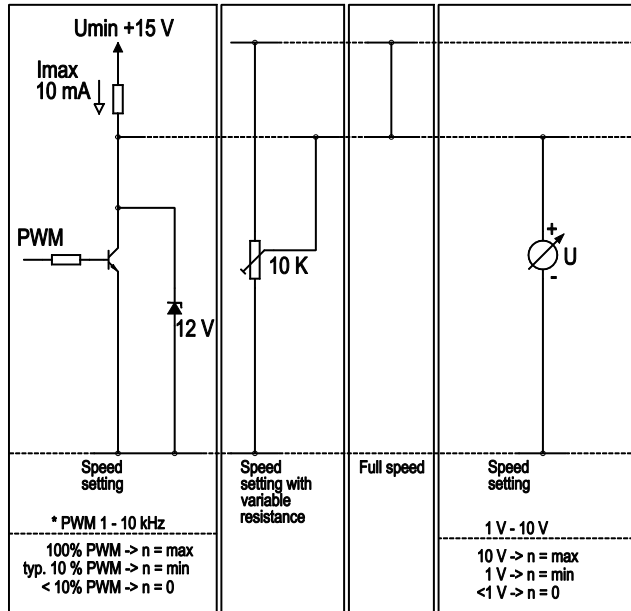 Umin +15 V
Imax
10 mA
PWM
12 V
Speed
setting
* PWM 1 - 10 kHz
100% PWM -> n = max
typ. 10 % PWM -> n = min
< 10% PWM -> n = 0
10 K
Speed
setting with
variable
resistance
Full speed
+
U
-
Speed
setting
1 V - 10 V
10 V -> n = max
1 V -> n = min
<1 V -> n = 0